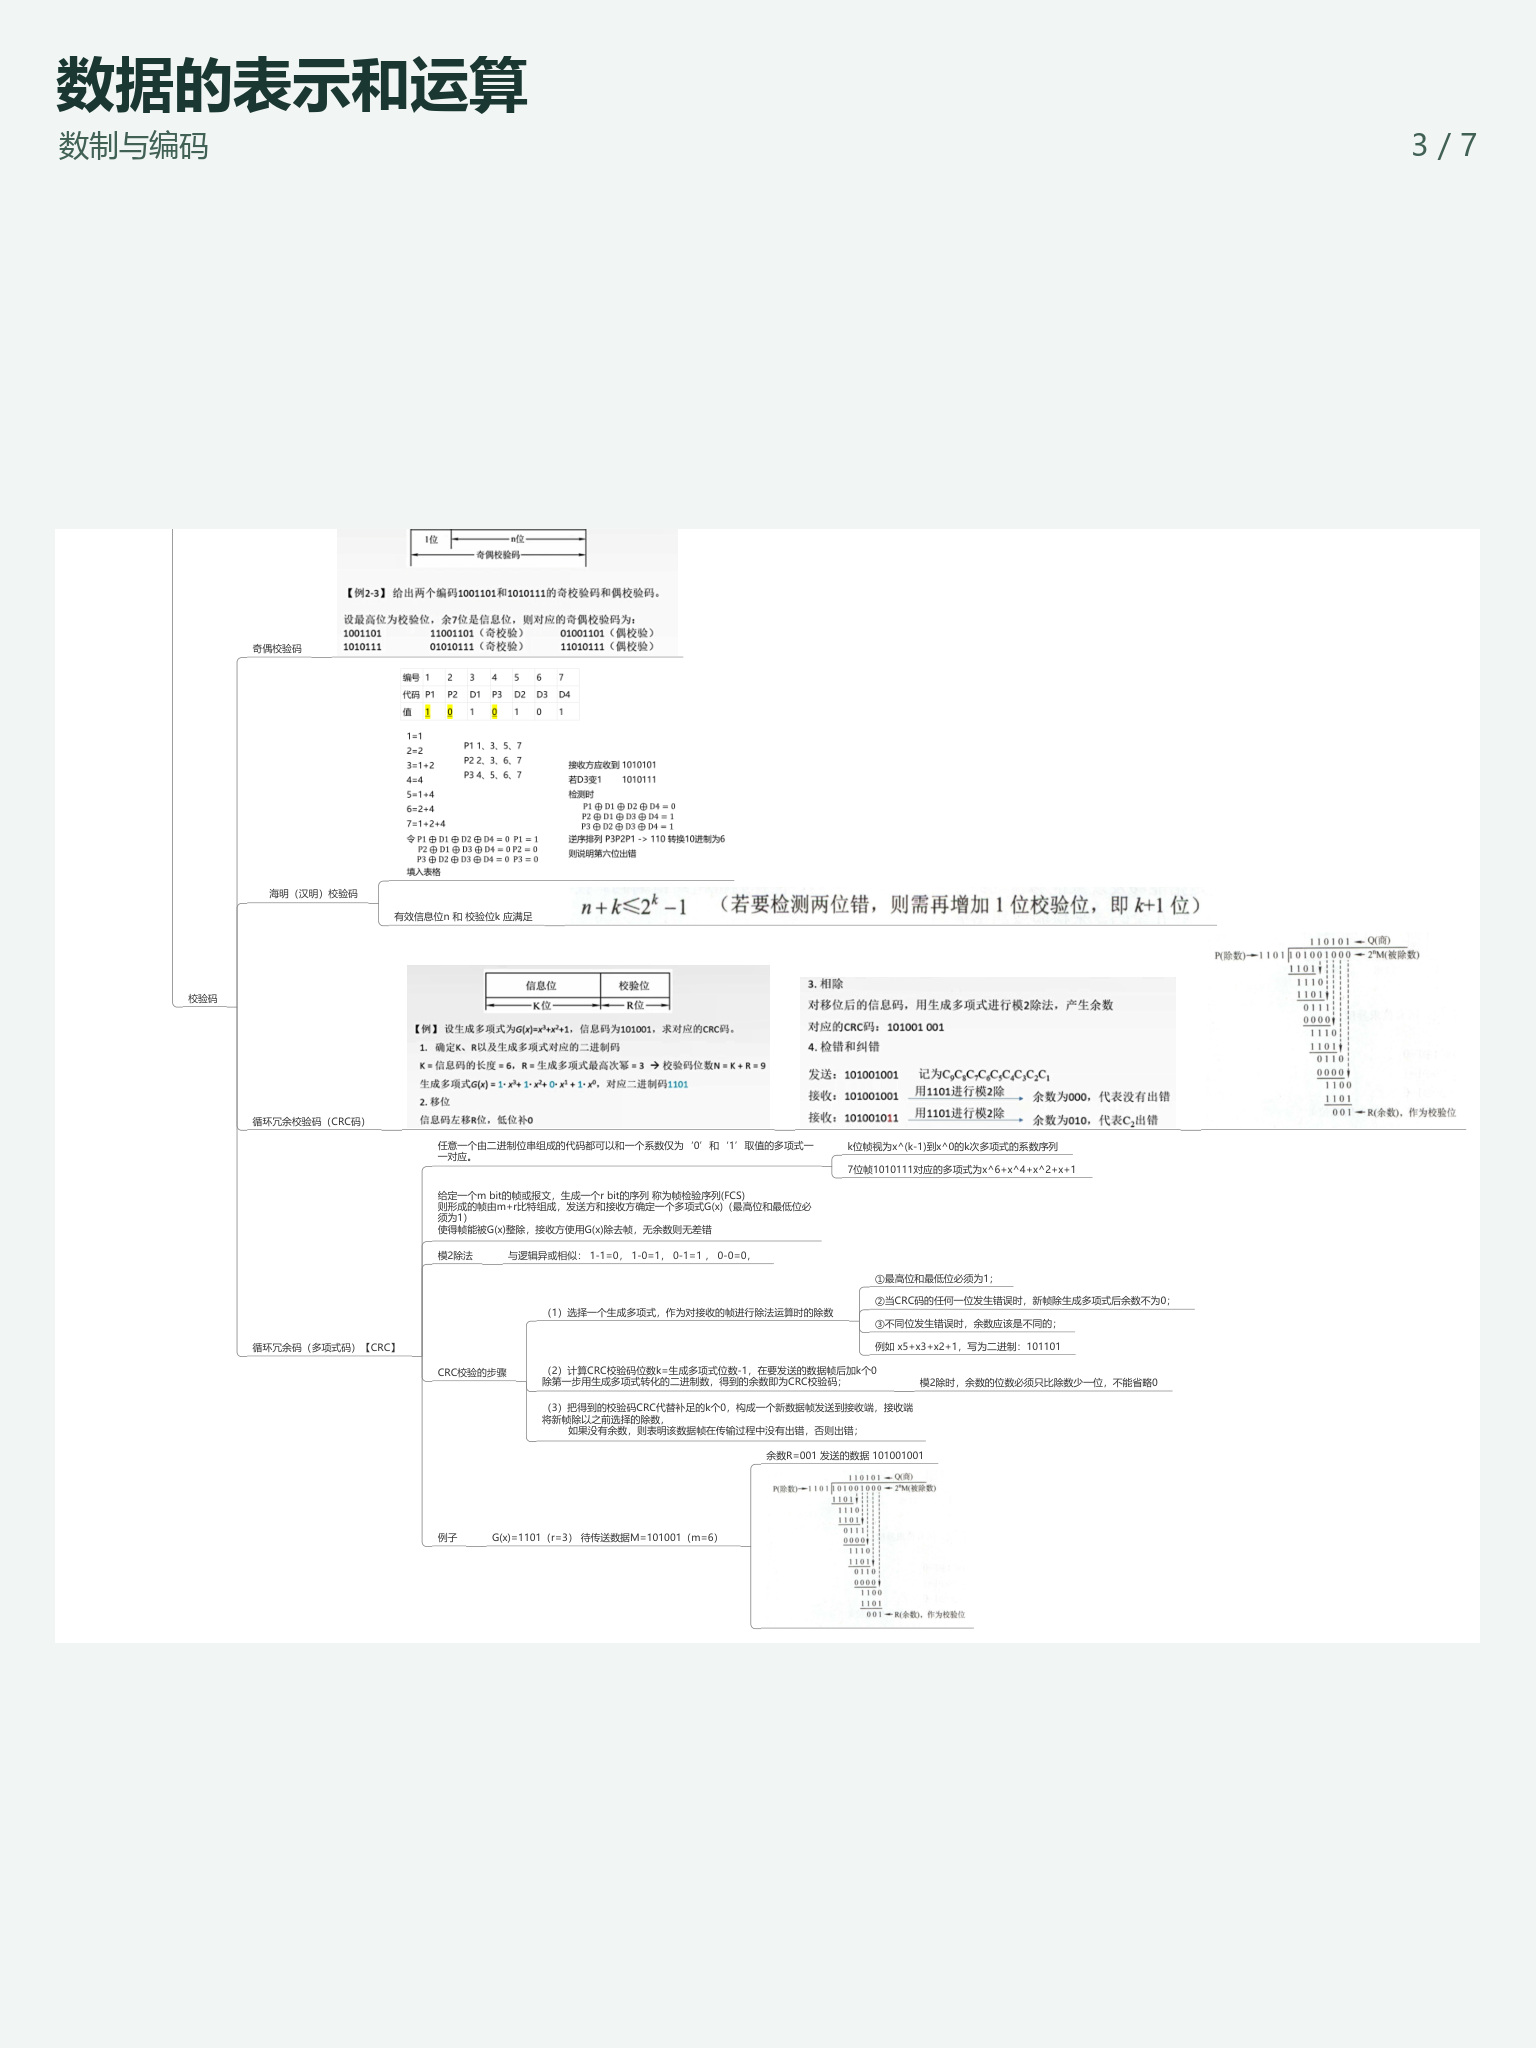 数据的表示和运算
数制与编码
3 / 7
1位
n位
奇偶校验码
【例2-3】给出两个编码1001101和1010111的奇校验码和偶校验码。
设最高位为校验位，余7位是信息位，则对应的奇偶校验码为：
1001101 11001101（奇校验） 01001101（偶校验）
1010111 01010111（奇校验） 11010111（偶校验）
奇偶校验码
编号 1 2 3 4 5 6 7
代码 P1 P2 D1 P3 D2 D3 D4
值 1 0 1 0 1 0 1
1=1
2=2
3=1+2
4=4
5=1+4
6=2+4
7=1+2+4
P1 1、3、5、7
P2 2、3、6、7
P3 4、5、6、7
令 P1 ⊕ D1 ⊕ D2 ⊕ D4 = 0 P1 = 1
P2 ⊕ D1 ⊕ D3 ⊕ D4 = 0 P2 = 0
P3 ⊕ D2 ⊕ D3 ⊕ D4 = 0 P3 = 0
填入表格
接收方应收到 1010101
若D3变1 1010111
检测时
P1 ⊕ D1 ⊕ D2 ⊕ D4 = 0
P2 ⊕ D1 ⊕ D3 ⊕ D4 = 1
P3 ⊕ D2 ⊕ D3 ⊕ D4 = 1
逆序排列 P3P2P1 -> 110 转换10进制为6
则说明第六位出错
海明（汉明）校验码
有效信息位n 和 校验位k 应满足
n + k ≤ 2^k − 1 （若要检测两位错，则需再增加 1 位校验位，即 k+1 位）
校验码
信息位 校验位
K位 R位
【例】 设生成多项式为G(x)=x³+x²+1，信息码为101001，求对应的CRC码。
1. 确定K、R以及生成多项式对应的二进制码
K = 信息码的长度 = 6，R = 生成多项式最高次幂 = 3 → 校验码位数N = K + R = 9
生成多项式G(x) = 1· x³+ 1· x²+ 0· x¹ + 1· x⁰，对应二进制码1101
2. 移位
信息码左移R位，低位补0
3. 相除
对移位后的信息码，用生成多项式进行模2除法，产生余数
对应的CRC码：101001 001
4. 检错和纠错
发送：101001001 记为C₉C₈C₇C₆C₅C₄C₃C₂C₁
接收：101001001 用1101进行模2除 余数为000，代表没有出错
接收：101001011 用1101进行模2除 余数为010，代表C₂出错
110101 Q(商)
P(除数) 1101 101001000 2ⁿM(被除数)
1101
1110
1101
0111
0000
1110
1101
0110
0000
1100
1101
001 R(余数)，作为校验位
循环冗余校验码（CRC码）
任意一个由二进制位串组成的代码都可以和一个系数仅为‘0’和‘1’取值的多项式一
一对应。
k位帧视为x^(k-1)到x^0的k次多项式的系数序列
7位帧1010111对应的多项式为x^6+x^4+x^2+x+1
给定一个m bit的帧或报文，生成一个r bit的序列 称为帧检验序列(FCS)
则形成的帧由m+r比特组成，发送方和接收方确定一个多项式G(x)（最高位和最低位必
须为1）
使得帧能被G(x)整除，接收方使用G(x)除去帧，无余数则无差错
模2除法
与逻辑异或相似： 1-1=0， 1-0=1， 0-1=1 ， 0-0=0，
循环冗余码（多项式码）【CRC】
CRC校验的步骤
（1）选择一个生成多项式，作为对接收的帧进行除法运算时的除数
①最高位和最低位必须为1；
②当CRC码的任何一位发生错误时，新帧除生成多项式后余数不为0；
③不同位发生错误时，余数应该是不同的；
例如 x5+x3+x2+1，写为二进制：101101
（2）计算CRC校验码位数k=生成多项式位数-1，在要发送的数据帧后加k个0
除第一步用生成多项式转化的二进制数，得到的余数即为CRC校验码；
模2除时，余数的位数必须只比除数少一位，不能省略0
（3）把得到的校验码CRC代替补足的k个0，构成一个新数据帧发送到接收端，接收端
将新帧除以之前选择的除数，
如果没有余数，则表明该数据帧在传输过程中没有出错，否则出错；
例子
G(x)=1101（r=3） 待传送数据M=101001（m=6）
余数R=001 发送的数据 101001001
110101 Q(商)
P(除数) 1101 101001000 2ⁿM(被除数)
1101
1110
1101
0111
0000
1110
1101
0110
0000
1100
1101
001 R(余数)，作为校验位